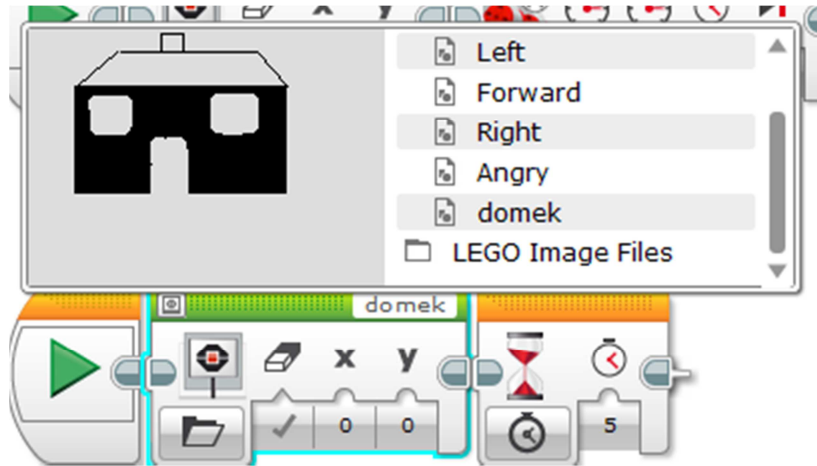 x y
Left
Forward
Right
Angry
domek
LEGO Image Files
domek
x y
0 0 5